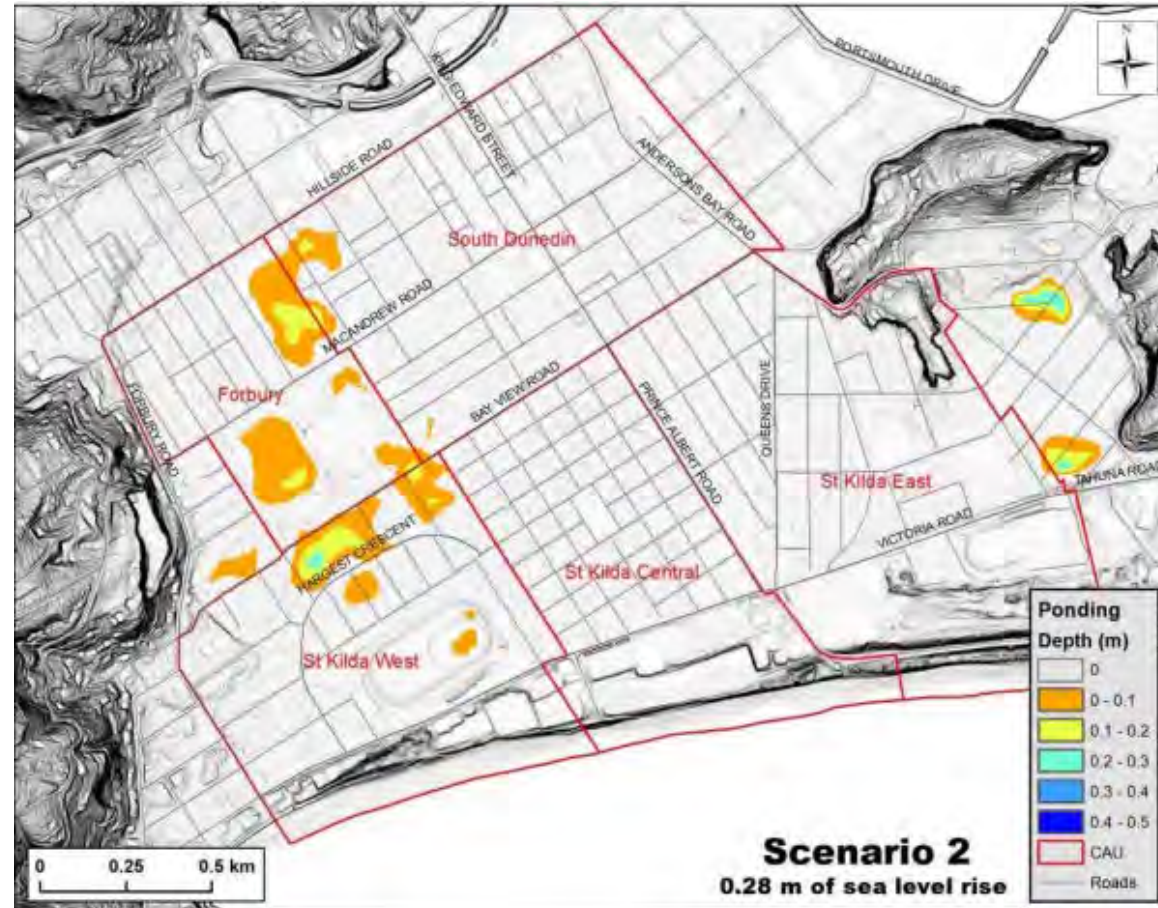 PORTSMOUTH DRIVE
N
KING EDWARD STREET
HILLSIDE ROAD
ANDERSONS BAY ROAD
South Dunedin
MACANDREW ROAD
FORBURY ROAD
Forbury
BAY VIEW ROAD
PRINCE ALBERT ROAD
QUEENS DRIVE
St Kilda East
TAHUNA ROAD
VICTORIA ROAD
HARGEST CRESCENT
St Kilda Central
St Kilda West
Ponding
Depth (m)
0
0 - 0.1
0.1 - 0.2
0.2 - 0.3
0.3 - 0.4
0.4 - 0.5
CAU
Roads
0 0.25 0.5 km
Scenario 2
0.28 m of sea level rise